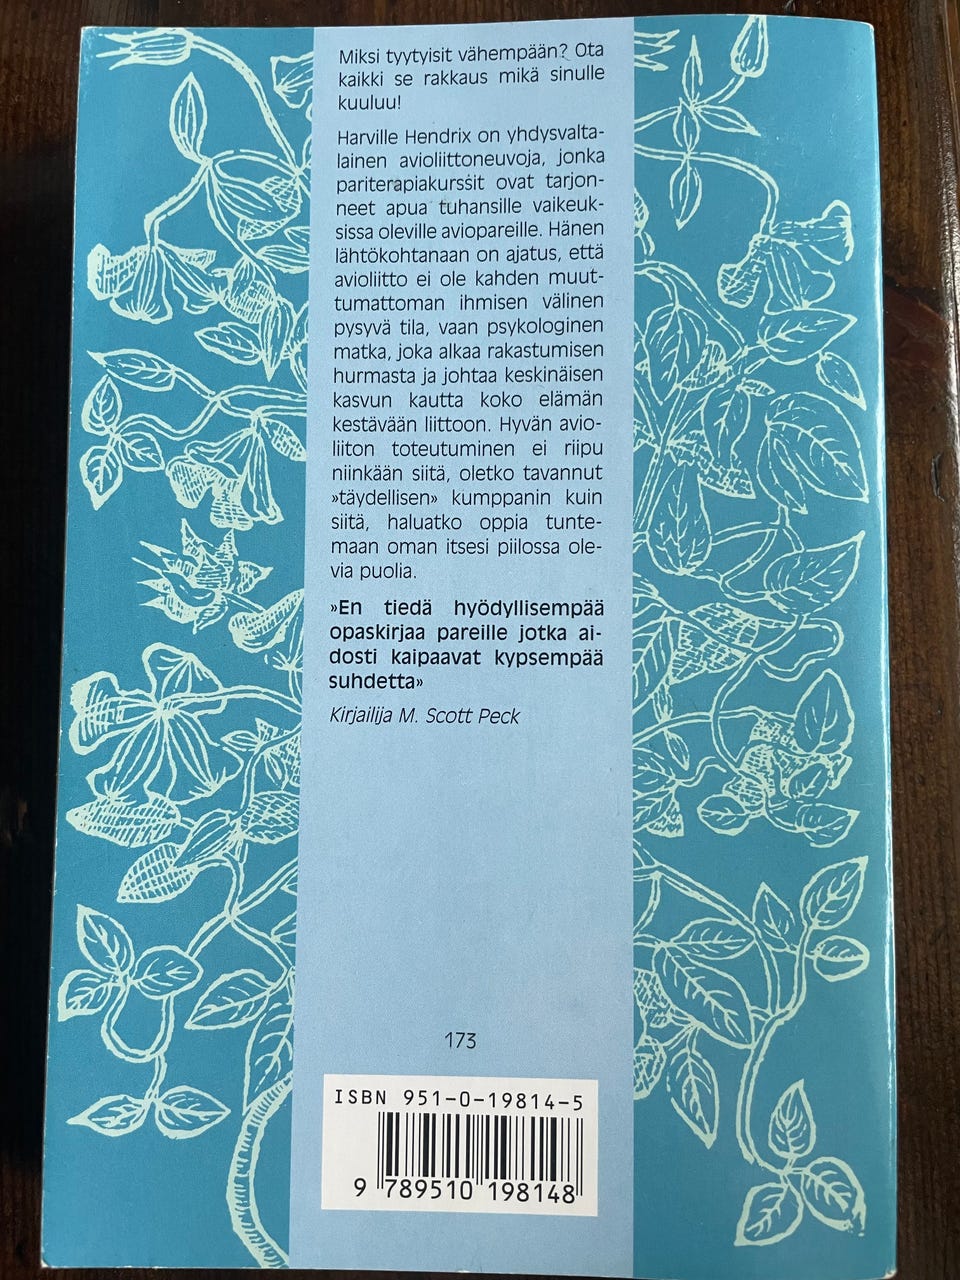 Miksi tyytyisit vähempään? Ota
kaikki se rakkaus mikä sinulle
kuuluu!
Harville Hendrix on yhdysvalta-
lainen avioliittoneuvoja, jonka
pariterapiakurssit ovat tarjon-
neet apua tuhansille vaikeuk-
sissa oleville aviopareille. Hänen
lähtökohtanaan on ajatus, että
avioliitto ei ole kahden muut-
tumattoman ihmisen välinen
pysyvä tila, vaan psykologinen
matka, joka alkaa rakastumisen
hurmasta ja johtaa keskinäisen
kasvun kautta koko elämän
kestävään liittoon. Hyvän avio-
liiton toteutuminen ei riipu
niinkään siitä, oletko tavannut
»täydellisen» kumppanin kuin
siitä, haluatko oppia tunte-
maan oman itsesi piilossa ole-
via puolia.
»En tiedä hyödyllisempää
opaskirjaa pareille jotka ai-
dosti kaipaavat kypsempää
suhdetta»
Kirjailija M. Scott Peck
173
ISBN 951-0-19814-5
9 789510 198148